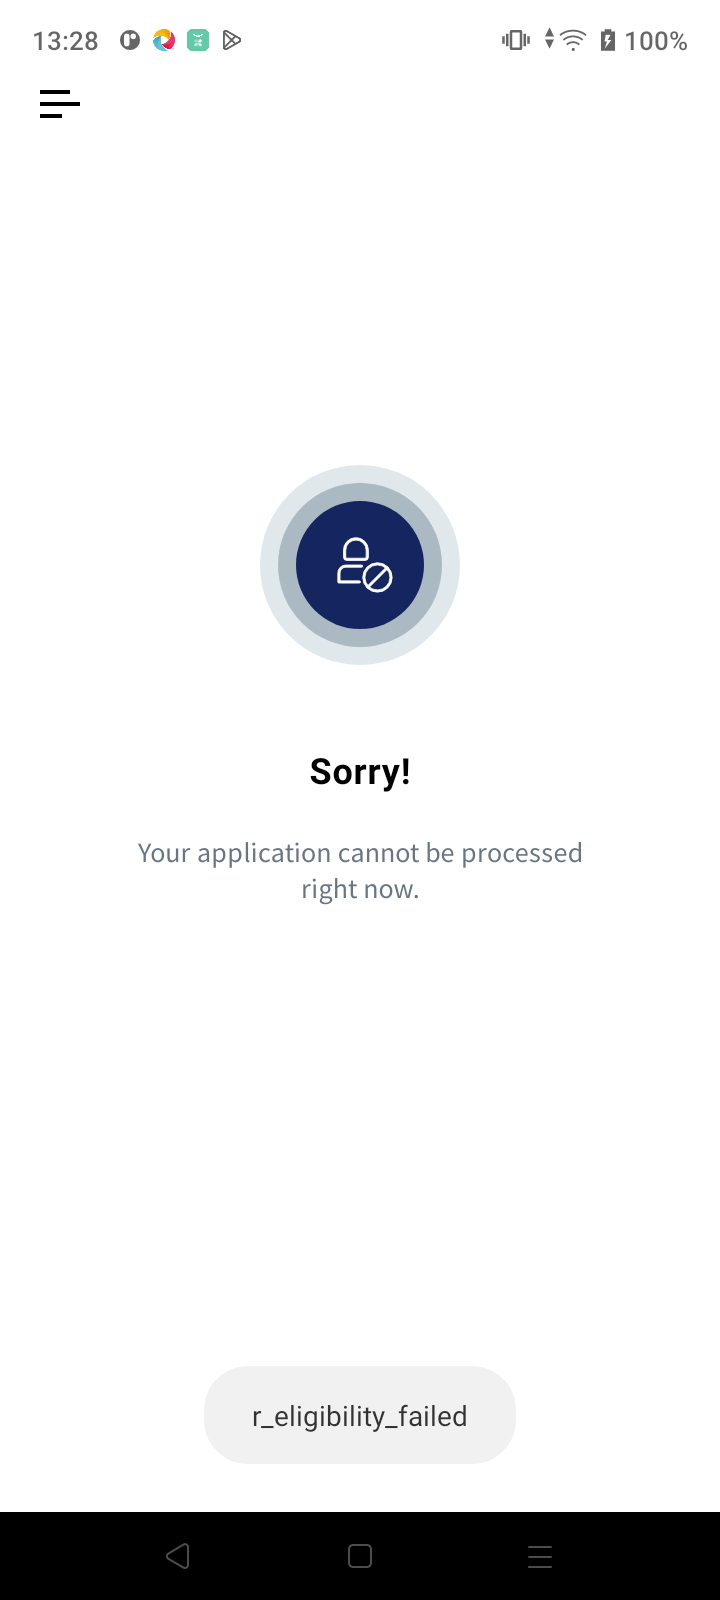 13:28
100%
Sorry!
Your application cannot be processed
right now.
r_eligibility_failed